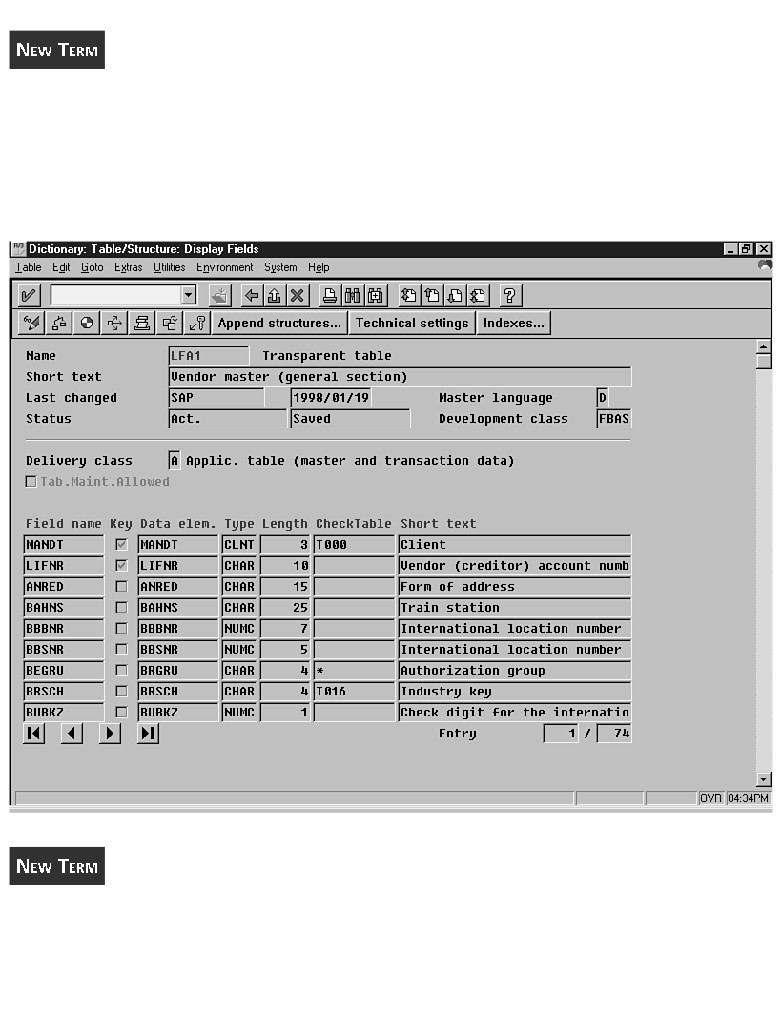 NEW TERM
Dictionary: Table/Structure: Display Fields
Table Edit Goto Extras Utilities Environment System Help
Append structures... Technical settings Indexes...
Name LFA1 Transparent table
Short text Vendor master (general section)
Last changed SAP 1998/01/19 Master language D
Status Act. Saved Development class FBAS
Delivery class A Applic. table (master and transaction data)
Tab.Maint.Allowed
Field name Key Data elem. Type Length CheckTable Short text
MANDT MANDT CLNT 3 T000 Client
LIFNR LIFNR CHAR 10 Vendor (creditor) account numb
ANRED ANRED CHAR 15 Form of address
BAHNS BAHNS CHAR 25 Train station
BBBNR BBBNR NUMC 7 International location number
BBSNR BBSNR NUMC 5 International location number
BEGRU BRGRU CHAR 4 * Authorization group
BRSCH BRSCH CHAR 4 T016 Industry key
BUBKZ BUBKZ NUMC 1 Check digit for the internatio
Entry 1 / 74
OVR 04:04PM
NEW TERM